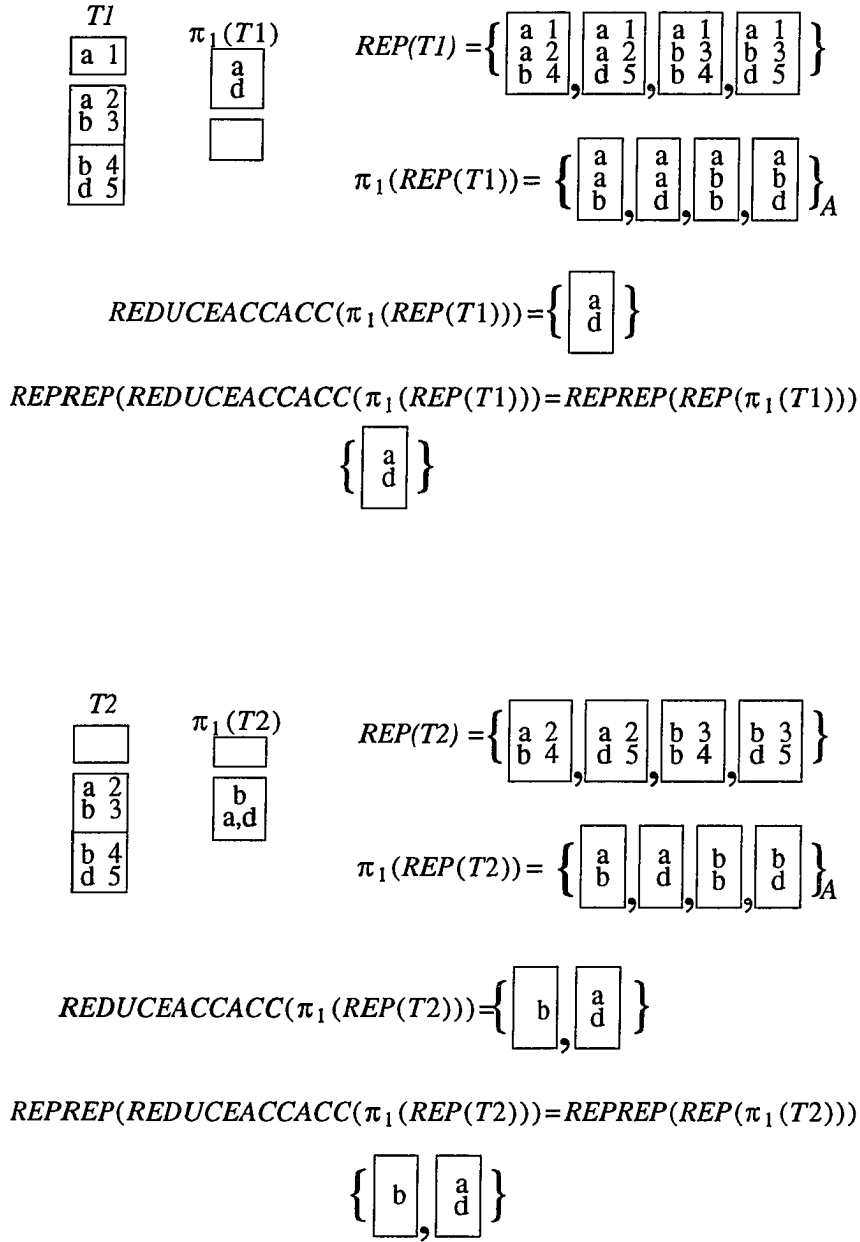 T1
π1(T1)
REP(T1) = { a 1 a 2 b 4 , a 1 a 2 d 5 , a 1 b 3 b 4 , a 1 b 3 d 5 }
a 1
a 2
b 3
b 4
d 5
a
d
π1(REP(T1)) = { a a b , a a d , a b b , a b d }A
REDUCEACCACC(π1(REP(T1)))={ a d }
REPREP(REDUCEACCACC(π1(REP(T1)))=REPREP(REP(π1(T1)))
{ a d }
T2
π1(T2)
REP(T2) = { a 2 b 4 , a 2 d 5 , b 3 b 4 , b 3 d 5 }
a 2
b 3
b 4
d 5
b
a,d
π1(REP(T2)) = { a b , a d , b b , b d }A
REDUCEACCACC(π1(REP(T2)))={ b , a d }
REPREP(REDUCEACCACC(π1(REP(T2)))=REPREP(REP(π1(T2)))
{ b , a d }